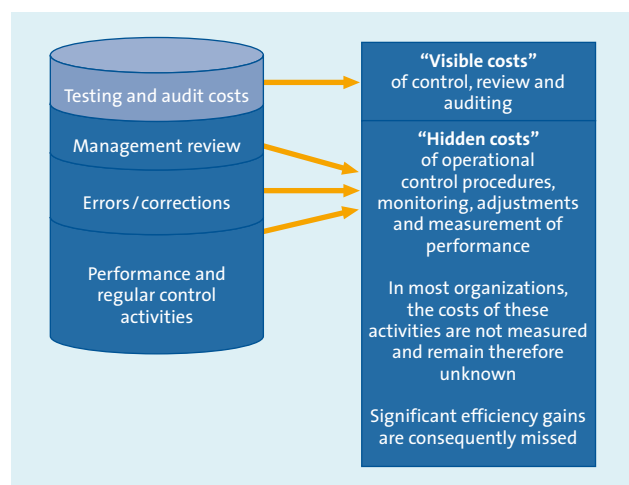 Testing and audit costs
Management review
Errors/corrections
Performance and
regular control
activities
“Visible costs”
of control, review and
auditing
“Hidden costs”
of operational
control procedures,
monitoring, adjustments
and measurement of
performance
In most organizations,
the costs of these
activities are not measured
and remain therefore
unknown
Significant efficiency gains
are consequently missed